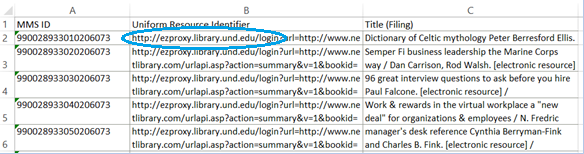 A B C
1 MMS ID Uniform Resource Identifier Title (Filing)
2 990028933010206073 http://ezproxy.library.und.edu/login?url=http://www.ne Dictionary of Celtic mythology Peter Berresford Ellis.
990028933020206073 http://ezproxy.library.und.edu/login?url=http://www.ne Semper Fi business leadership the Marine Corps
3 tlibrary.com/urlapi.asp?action=summary&v=1&bookid= way / Dan Carrison, Rod Walsh. [electronic resource]
990028933030206073 http://ezproxy.library.und.edu/login?url=http://www.ne 96 great interview questions to ask before you hire
4 tlibrary.com/urlapi.asp?action=summary&v=1&bookid= Paul Falcone. [electronic resource] /
990028933040206073 http://ezproxy.library.und.edu/login?url=http://www.ne Work & rewards in the virtual workplace a "new
5 tlibrary.com/urlapi.asp?action=summary&v=1&bookid= deal" for organizations & employees / N. Fredric
990028933050206073 http://ezproxy.library.und.edu/login?url=http://www.ne manager's desk reference Cynthia Berryman-Fink
6 tlibrary.com/urlapi.asp?action=summary&v=1&bookid= and Charles B. Fink. [electronic resource] /